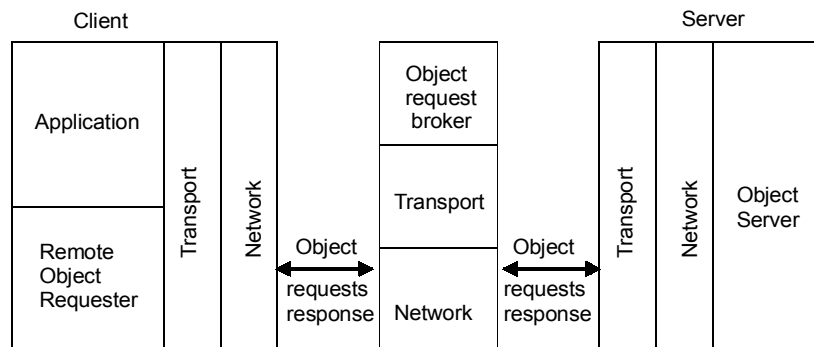 Client
Server
Application
Remote
Object
Requester
Transport
Network
Object
requests
response
Object
request
broker
Transport
Network
Object
requests
response
Transport
Network
Object
Server